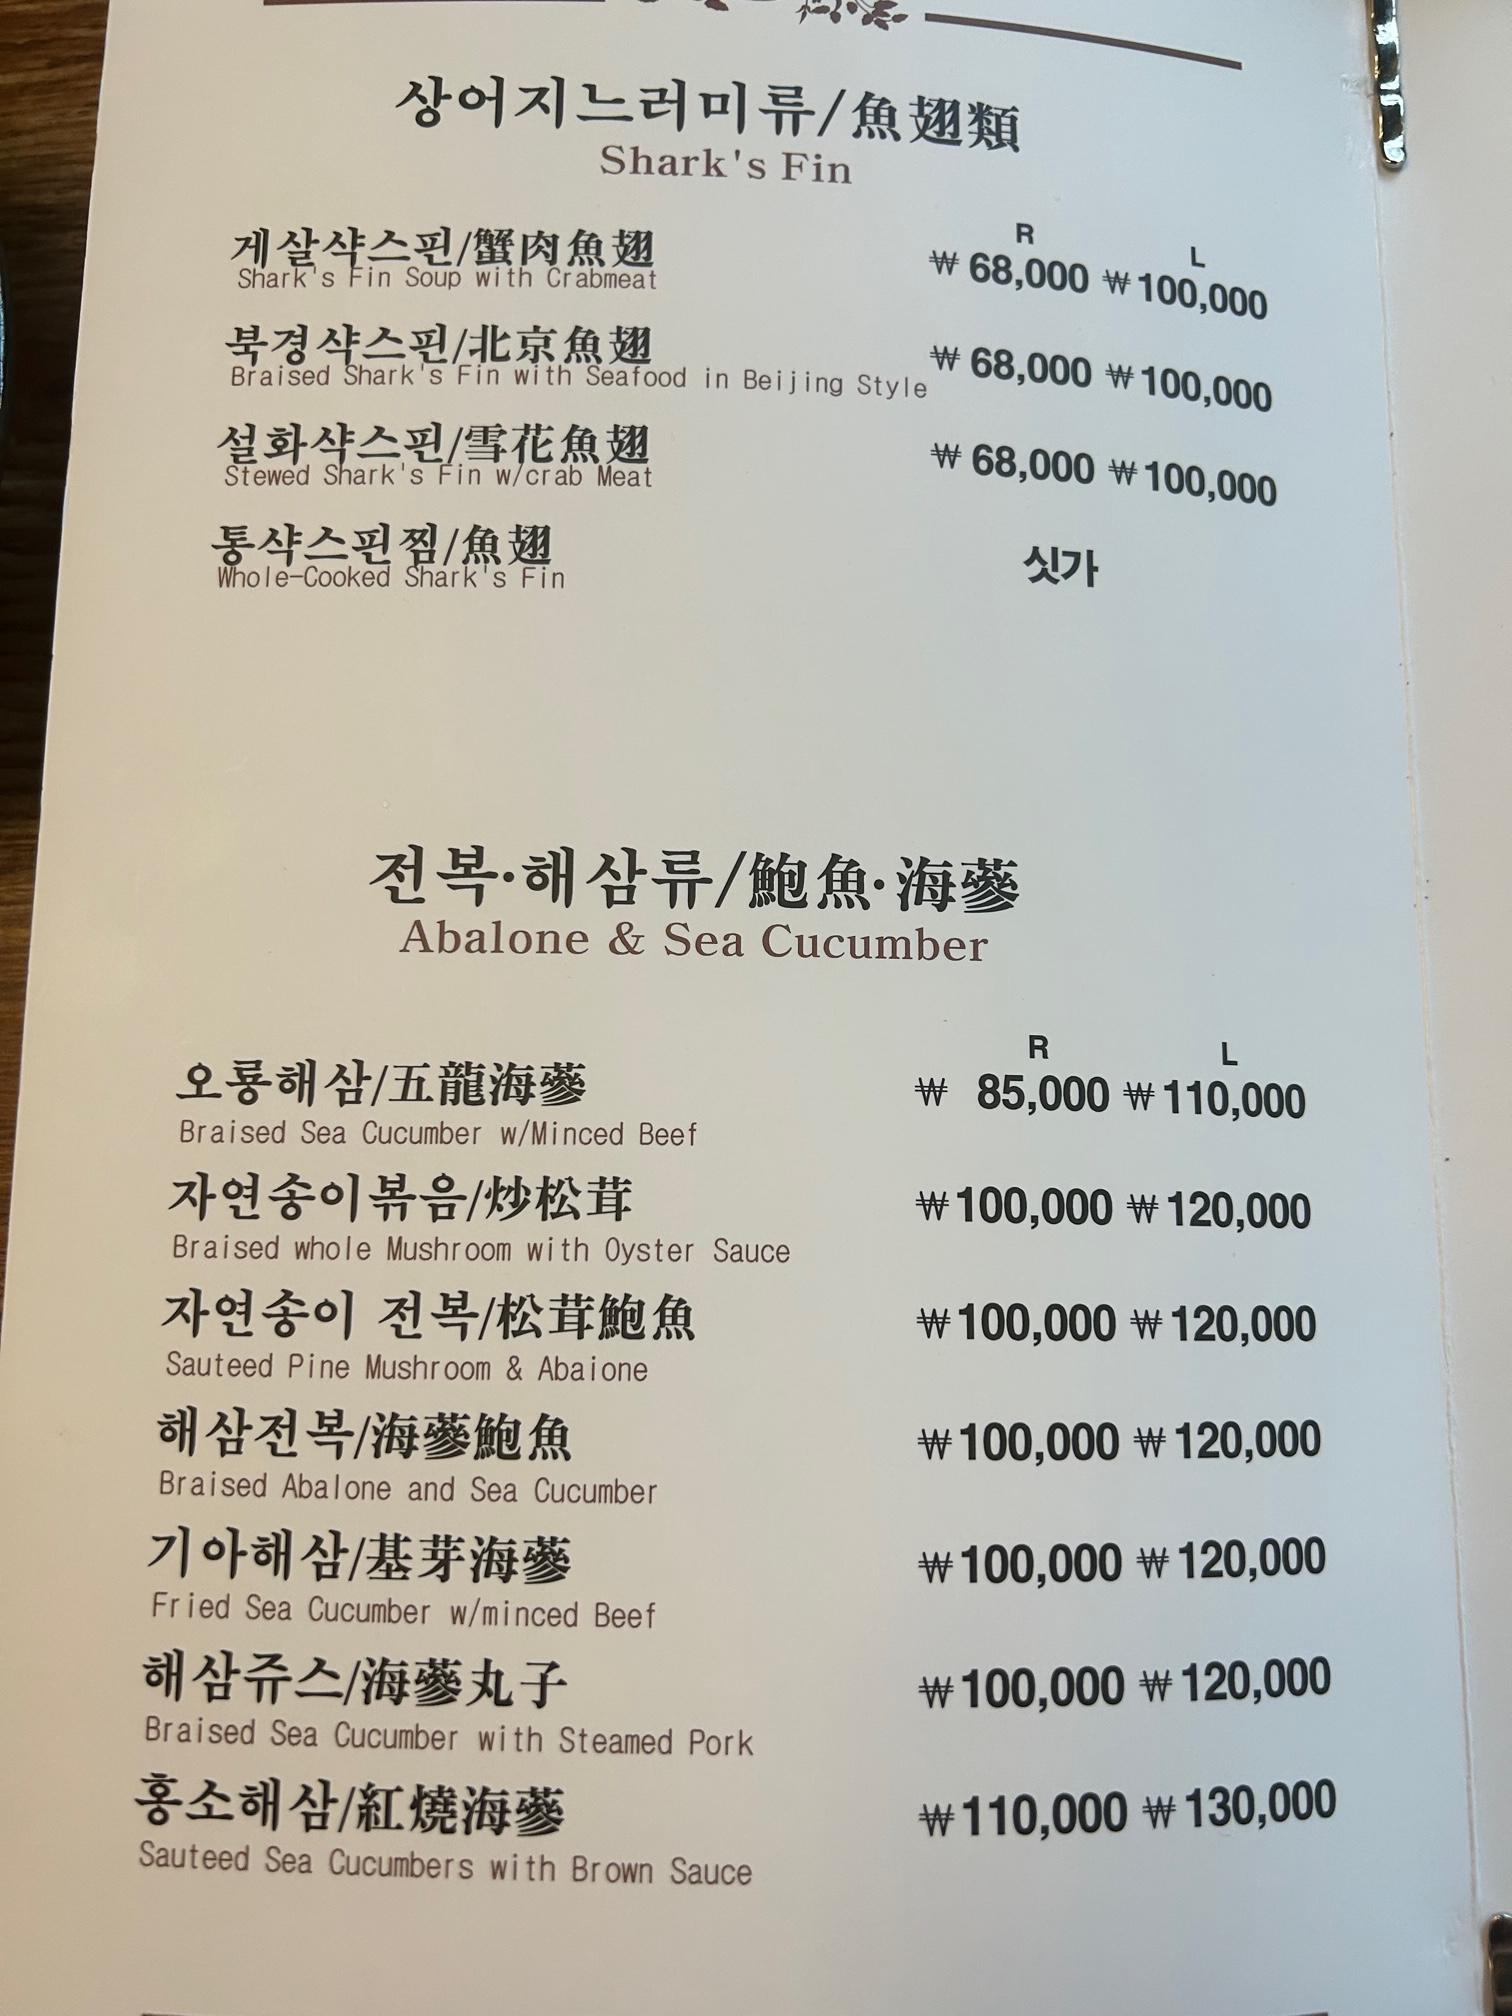 상어지느러미류/魚翅類
Shark's Fin
R L
게살샥스핀/蟹肉魚翅 ₩ 68,000 ₩ 100,000
Shark's Fin Soup with Crabmeat
북경샥스핀/北京魚翅 ₩ 68,000 ₩ 100,000
Braised Shark's Fin with Seafood in Beijing Style
설화샥스핀/雪花魚翅 ₩ 68,000 ₩ 100,000
Stewed Shark's Fin w/crab Meat
통샥스핀찜/魚翅 싯가
Whole-Cooked Shark's Fin
전복·해삼류/鮑魚·海蔘
Abalone & Sea Cucumber
R L
오룡해삼/五龍海蔘 ₩ 85,000 ₩ 110,000
Braised Sea Cucumber w/Minced Beef
자연송이볶음/炒松茸 ₩ 100,000 ₩ 120,000
Braised whole Mushroom with Oyster Sauce
자연송이 전복/松茸鮑魚 ₩ 100,000 ₩ 120,000
Sauteed Pine Mushroom & Abaione
해삼전복/海蔘鮑魚 ₩ 100,000 ₩ 120,000
Braised Abalone and Sea Cucumber
기아해삼/基芽海蔘 ₩ 100,000 ₩ 120,000
Fried Sea Cucumber w/minced Beef
해삼쥬스/海蔘丸子 ₩ 100,000 ₩ 120,000
Braised Sea Cucumber with Steamed Pork
홍소해삼/紅燒海蔘 ₩ 110,000 ₩ 130,000
Sauteed Sea Cucumbers with Brown Sauce